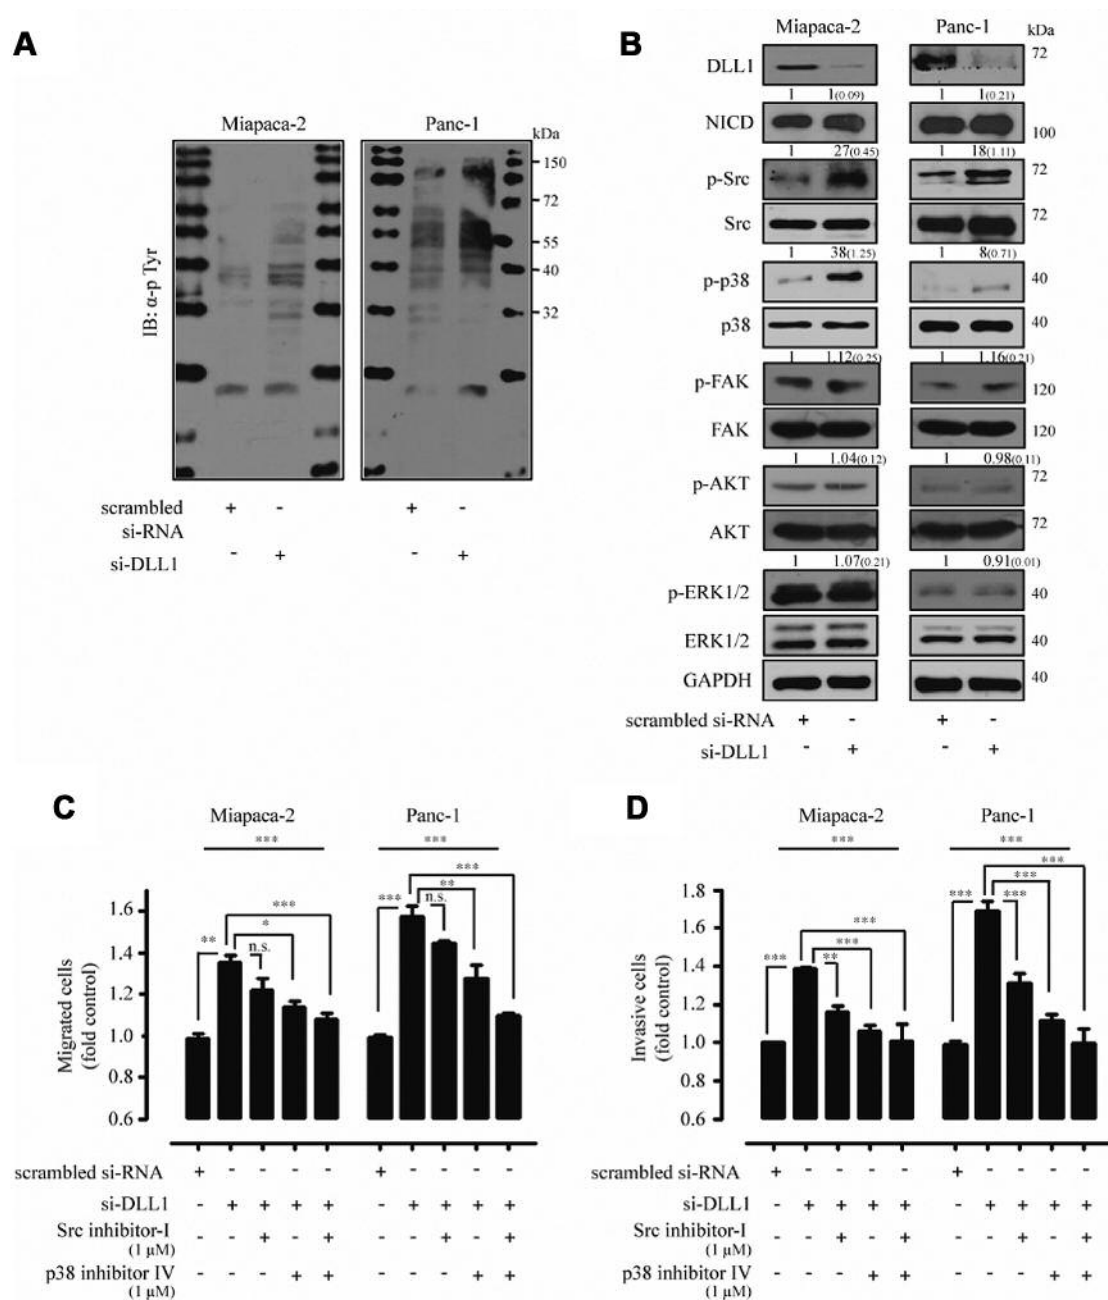 A
Miapaca-2 Panc-1
kDa
150
72
55
40
32
IB: α-p Tyr
scrambled si-RNA + - + -
si-DLL1 - + - +
B
Miapaca-2 Panc-1 kDa
DLL1 72
1 1(0.09) 1 1(0.21)
NICD 100
1 27(0.45) 1 18(1.11)
p-Src 72
Src 72
1 38(1.25) 1 8(0.71)
p-p38 40
p38 40
1 1.12(0.25) 1 1.16(0.21)
p-FAK 120
FAK 120
1 1.04(0.12) 1 0.98(0.11)
p-AKT 72
AKT 72
1 1.07(0.21) 1 0.91(0.01)
p-ERK1/2 40
ERK1/2 40
GAPDH 40
scrambled si-RNA + - + -
si-DLL1 - + - +
C
Miapaca-2 Panc-1
*** ***
*** ***
* **
** n.s. *** n.s.
Migrated cells
(fold control)
1.6
1.4
1.2
1.0
0.8
0.6
scrambled si-RNA + - - - - + - - - -
si-DLL1 - + + + + - + + + +
Src inhibitor-I - - + - + - - + - +
(1 µM)
p38 inhibitor IV - - - + + - - - + +
(1 µM)
D
Miapaca-2 Panc-1
*** ***
*** ***
*** ***
*** ** *** ***
Invasive cells
(fold control)
1.8
1.6
1.4
1.2
1.0
0.8
0.6
scrambled si-RNA + - - - - + - - - -
si-DLL1 - + + + + - + + + +
Src inhibitor-I - - + - + - - + - +
(1 µM)
p38 inhibitor IV - - - + + - - - + +
(1 µM)